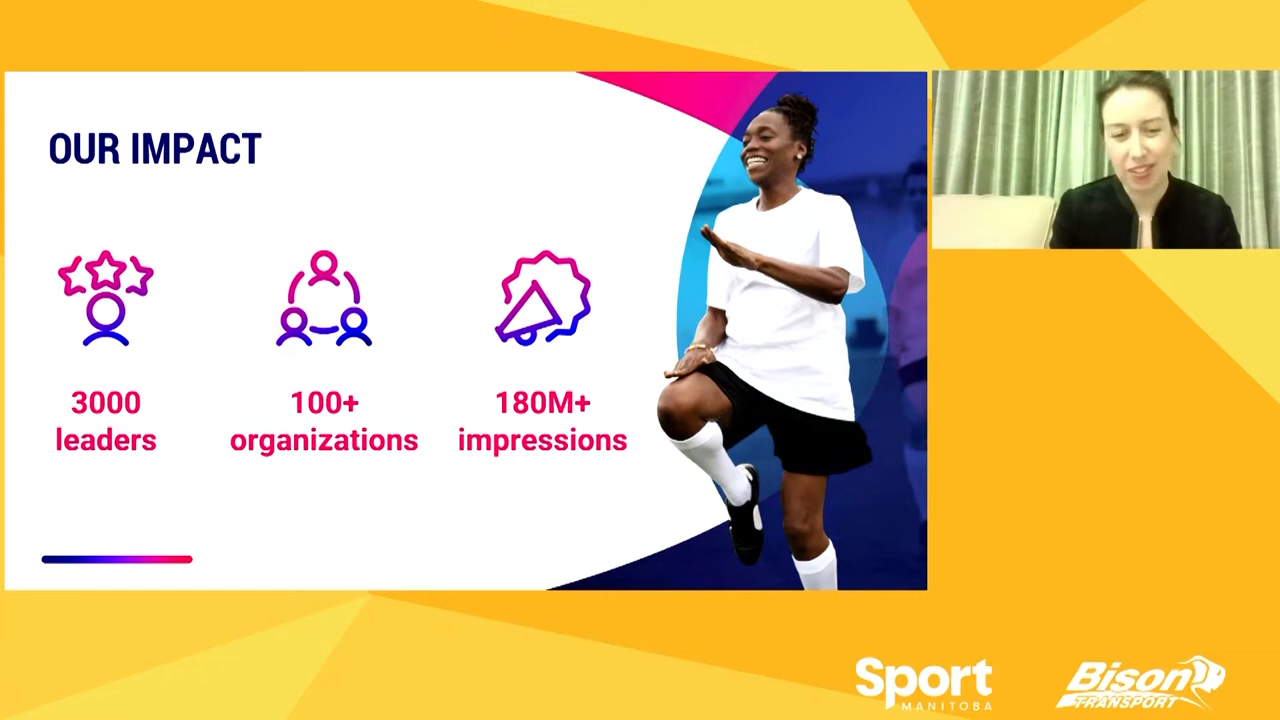 OUR IMPACT
3000
leaders
100+
organizations
180M+
impressions
Sport
MANITOBA
Bison
TRANSPORT